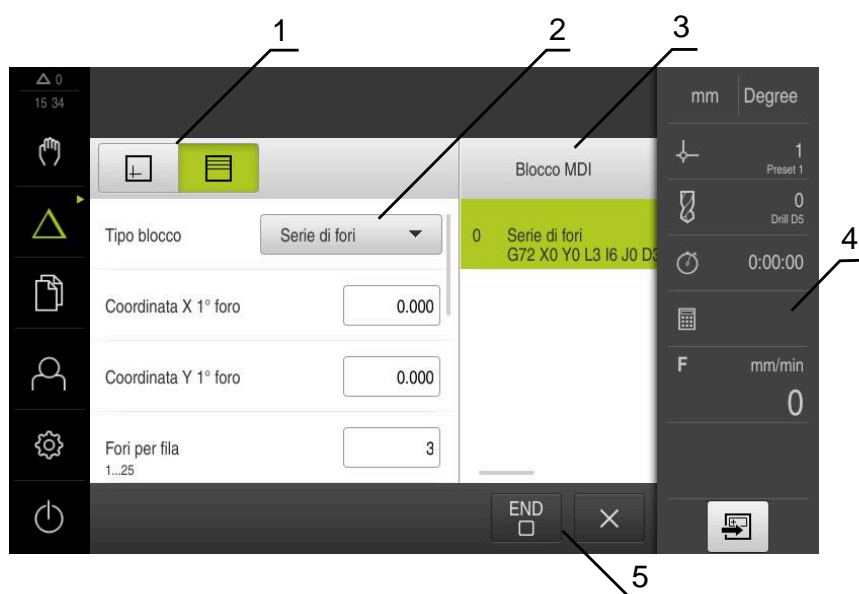 1
2
3
0
15 34
mm Degree
1
Preset 1
Blocco MDI
0
Drill D5
Tipo blocco
Serie di fori
0 Serie di fori
G72 X0 Y0 L3 I6 J0 D3
4
0:00:00
Coordinata X 1° foro
0.000
Coordinata Y 1° foro
0.000
F mm/min
0
Fori per fila
1...25
3
END
5